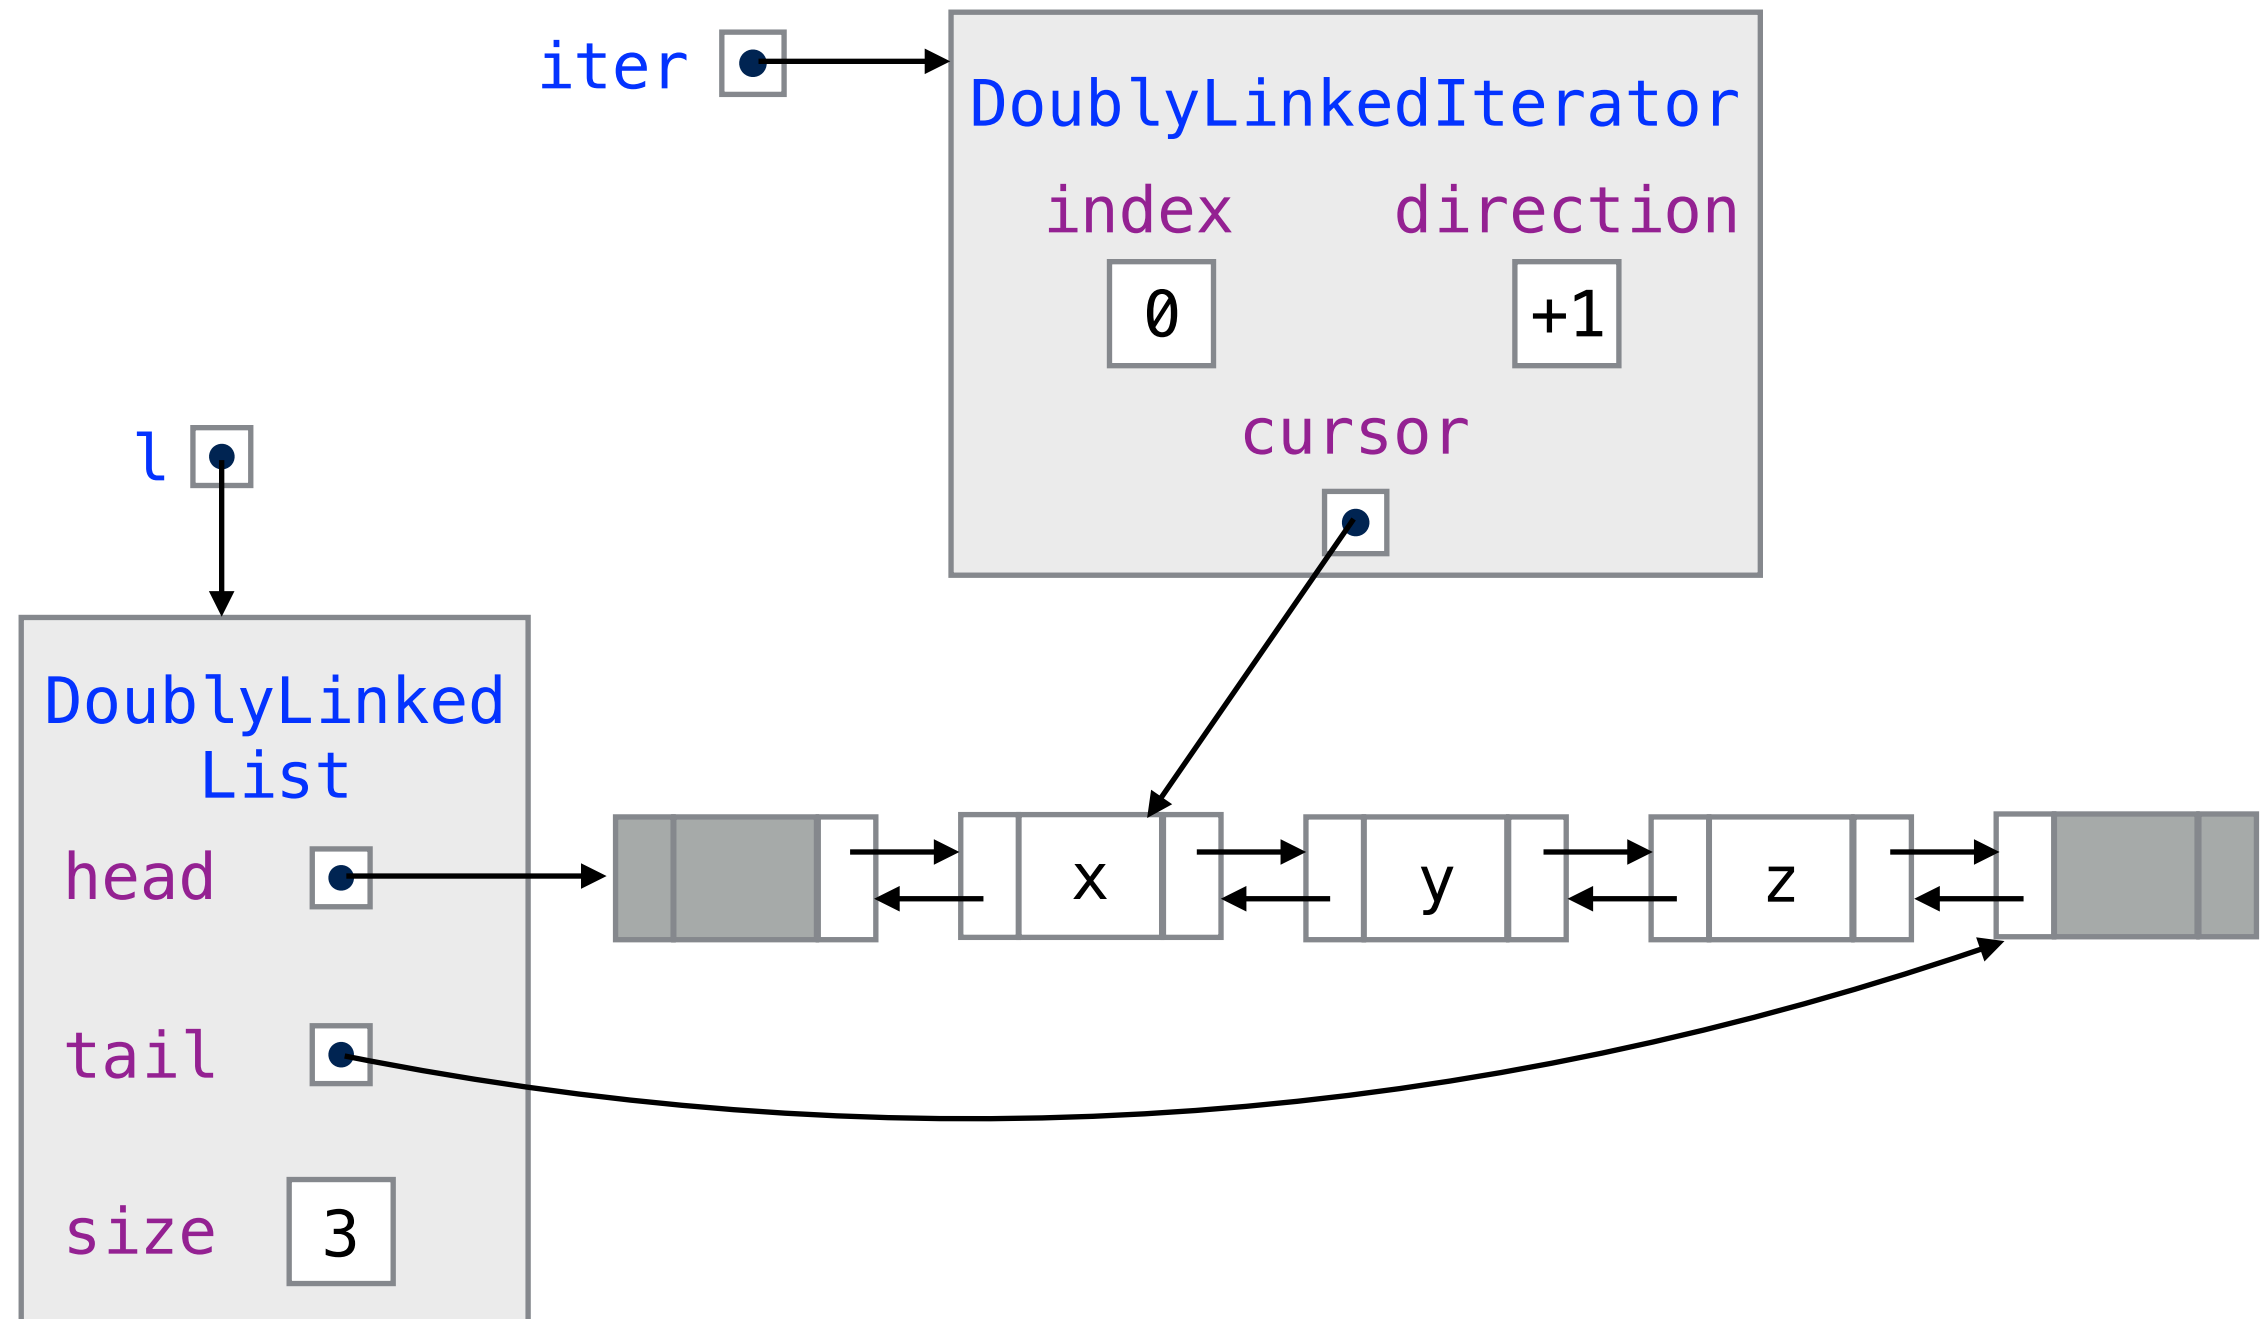 iter
DoublyLinkedIterator
index direction
0 +1
cursor
l
DoublyLinked
List
head
x y z
tail
size 3